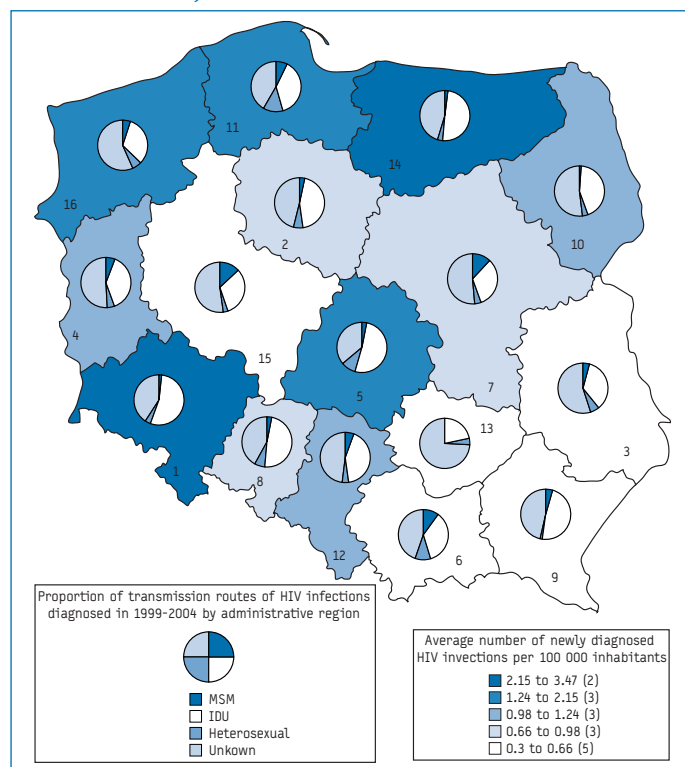 11
14
16
2
10
4
15
5
7
1
8
13
3
12
6
9
Proportion of transmission routes of HIV infections
diagnosed in 1999-2004 by administrative region
MSM
IDU
Heterosexual
Unkown
Average number of newly diagnosed
HIV invections per 100 000 inhabitants
2.15 to 3.47 (2)
1.24 to 2.15 (3)
0.98 to 1.24 (3)
0.66 to 0.98 (3)
0.3 to 0.66 (5)